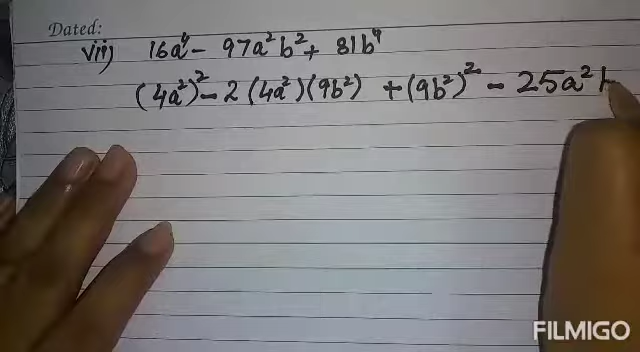 Dated:
viii) 16a⁴ - 97a²b² + 81b⁴
(4a²)² - 2(4a²)(9b²) + (9b²)² - 25a²
FILMIGO